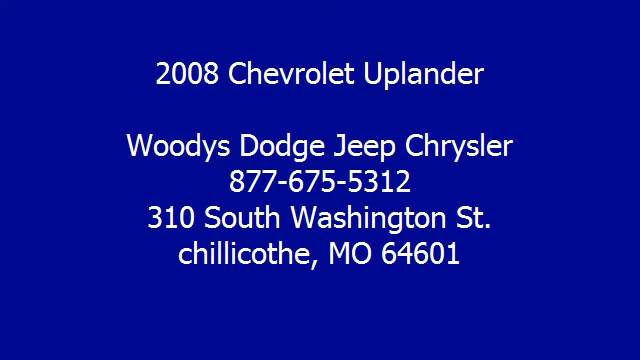 2008 Chevrolet Uplander
Woodys Dodge Jeep Chrysler
877-675-5312
310 South Washington St.
chillicothe, MO 64601